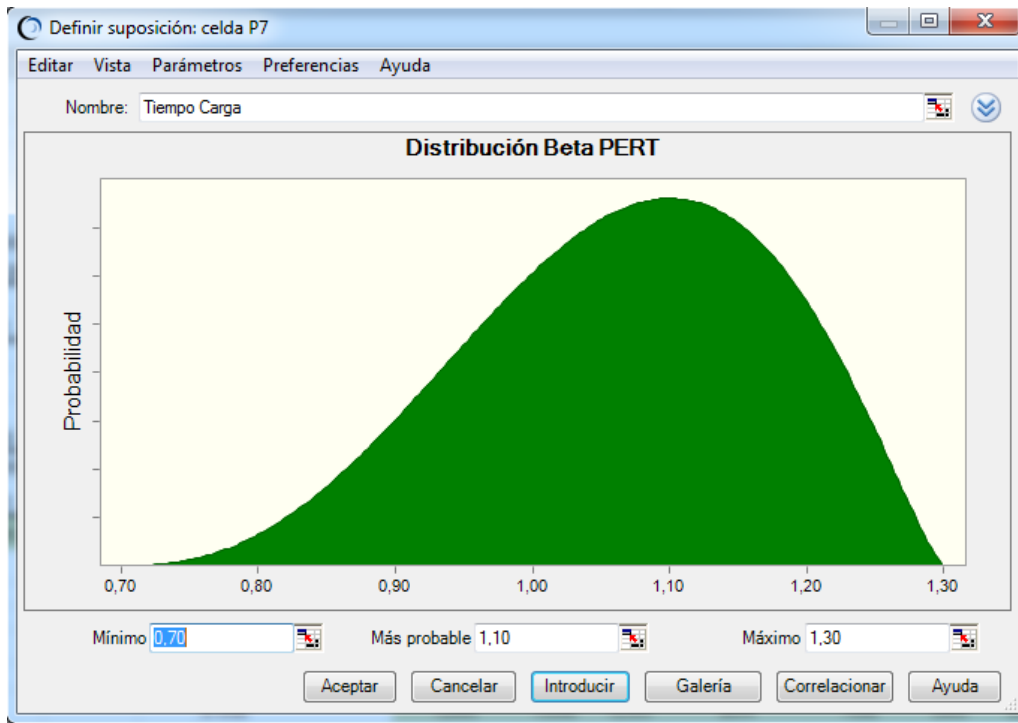 Definir suposición: celda P7
Editar Vista Parámetros Preferencias Ayuda
Nombre: Tiempo Carga
Distribución Beta PERT
Probabilidad
0,70 0,80 0,90 1,00 1,10 1,20 1,30
Mínimo 0,70 Más probable 1,10 Máximo 1,30
Aceptar Cancelar Introducir Galería Correlacionar Ayuda